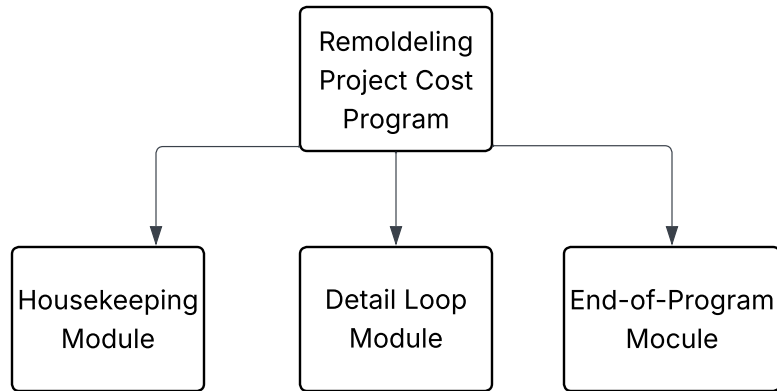 Remoldeling
Project Cost
Program
Housekeeping
Module
Detail Loop
Module
End-of-Program
Mocule